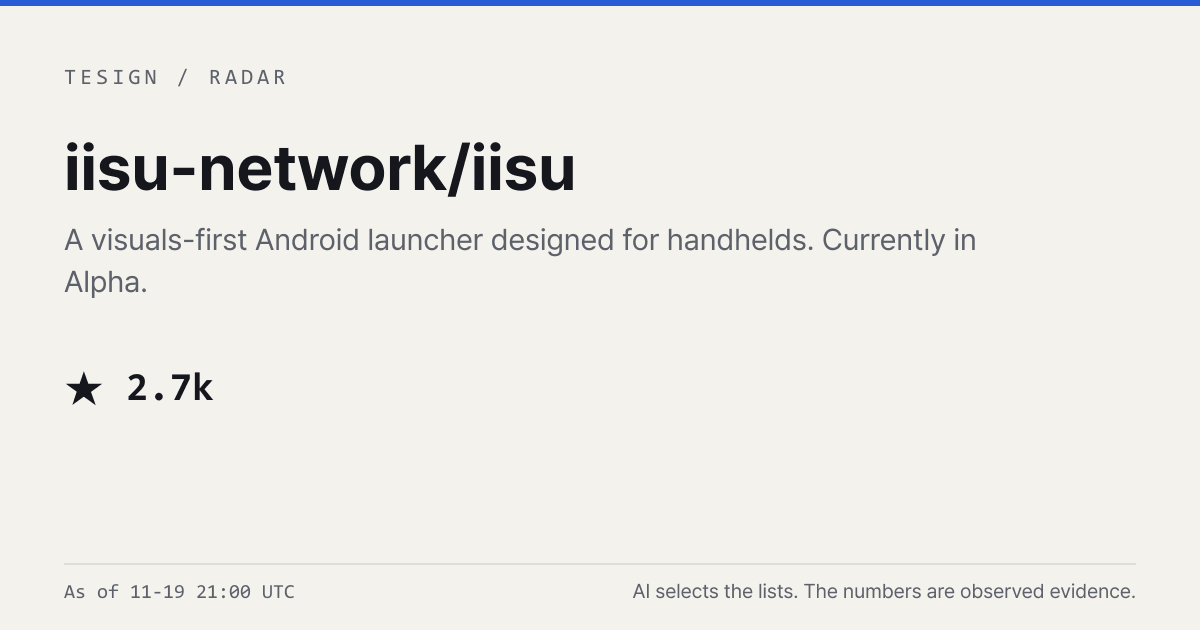 TESIGN / RADAR
iisu-network/iisu
A visuals-first Android launcher designed for handhelds. Currently in
Alpha.
★ 2.7k
As of 11-19 21:00 UTC
AI selects the lists. The numbers are observed evidence.